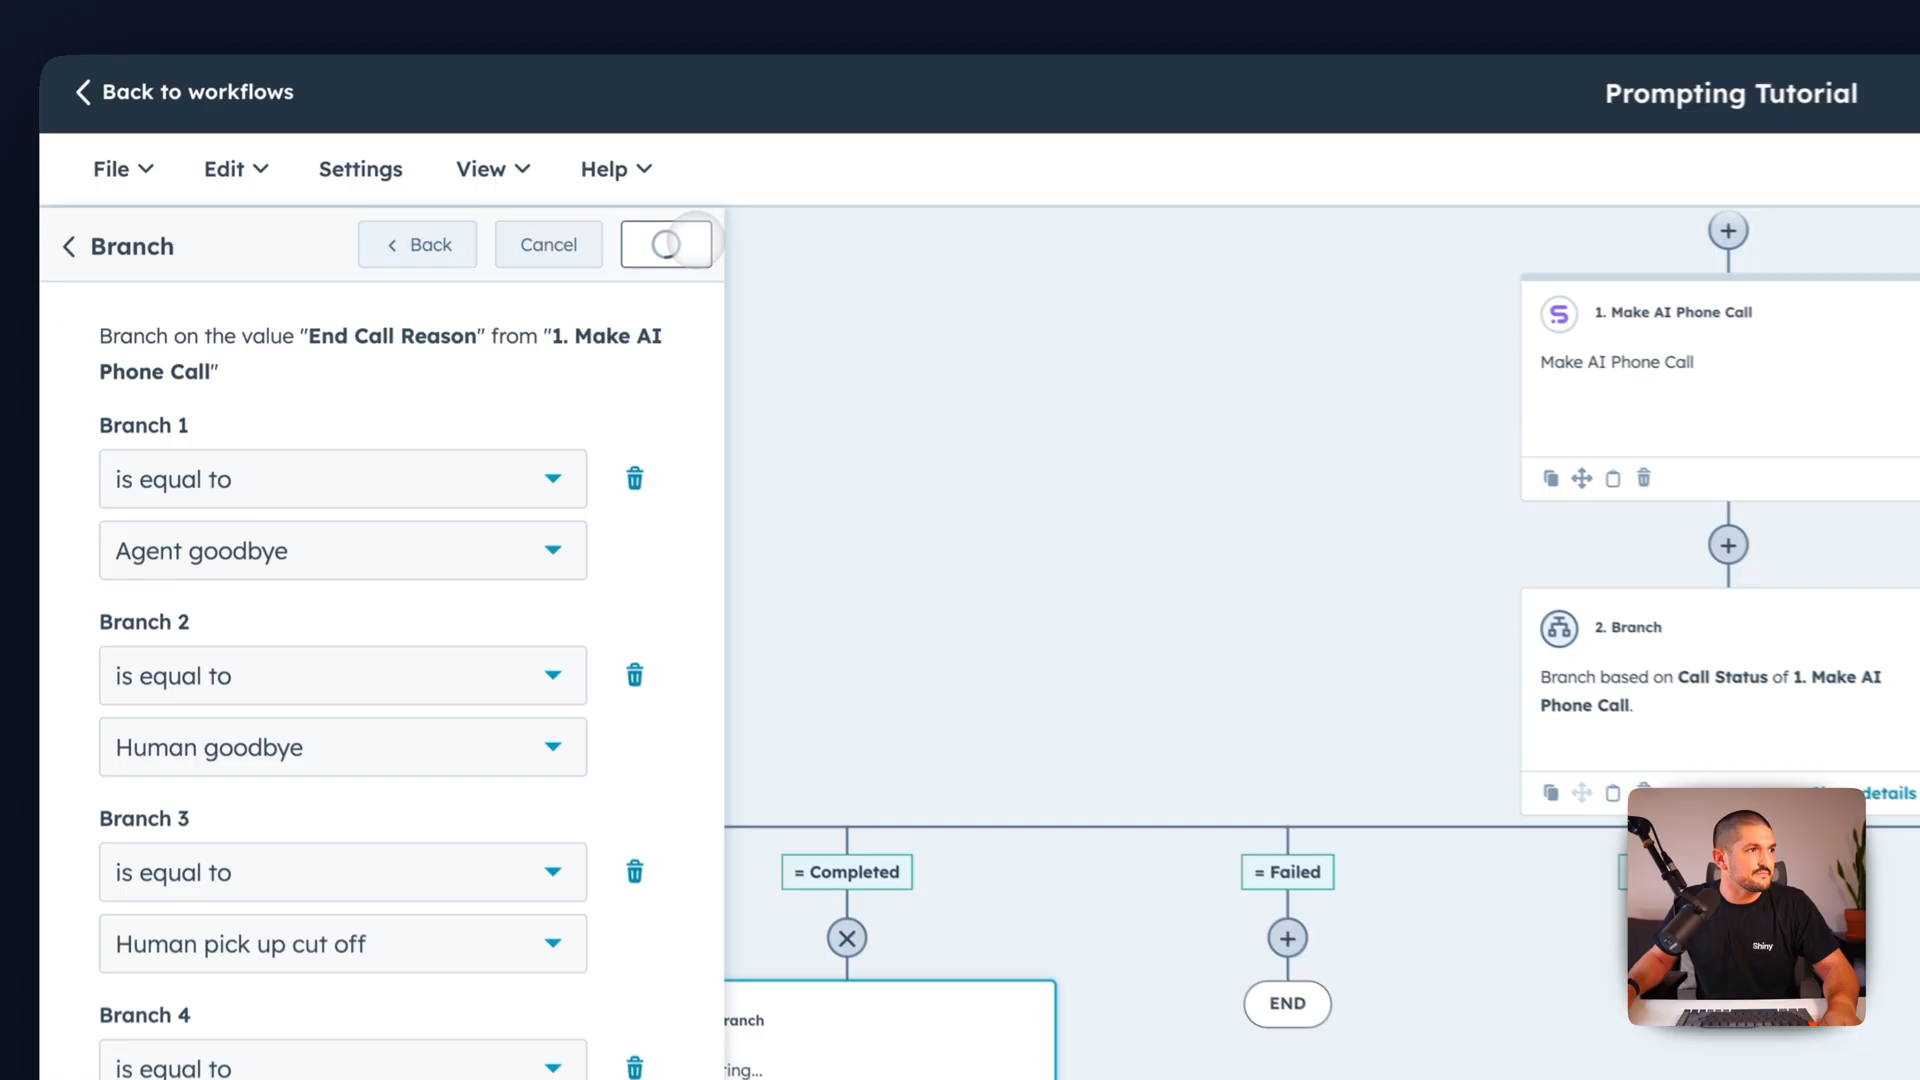 Back to workflows
Prompting Tutorial
File
Edit
Settings
View
Help
Branch
Back
Cancel
Branch on the value "End Call Reason" from "1. Make AI
Phone Call"
Branch 1
is equal to
Agent goodbye
Branch 2
is equal to
Human goodbye
Branch 3
is equal to
Human pick up cut off
Branch 4
is equal to
1. Make AI Phone Call
Make AI Phone Call
2. Branch
Branch based on Call Status of 1. Make AI
Phone Call.
details
= Completed
= Failed
END
ranch
ring...
Shiny